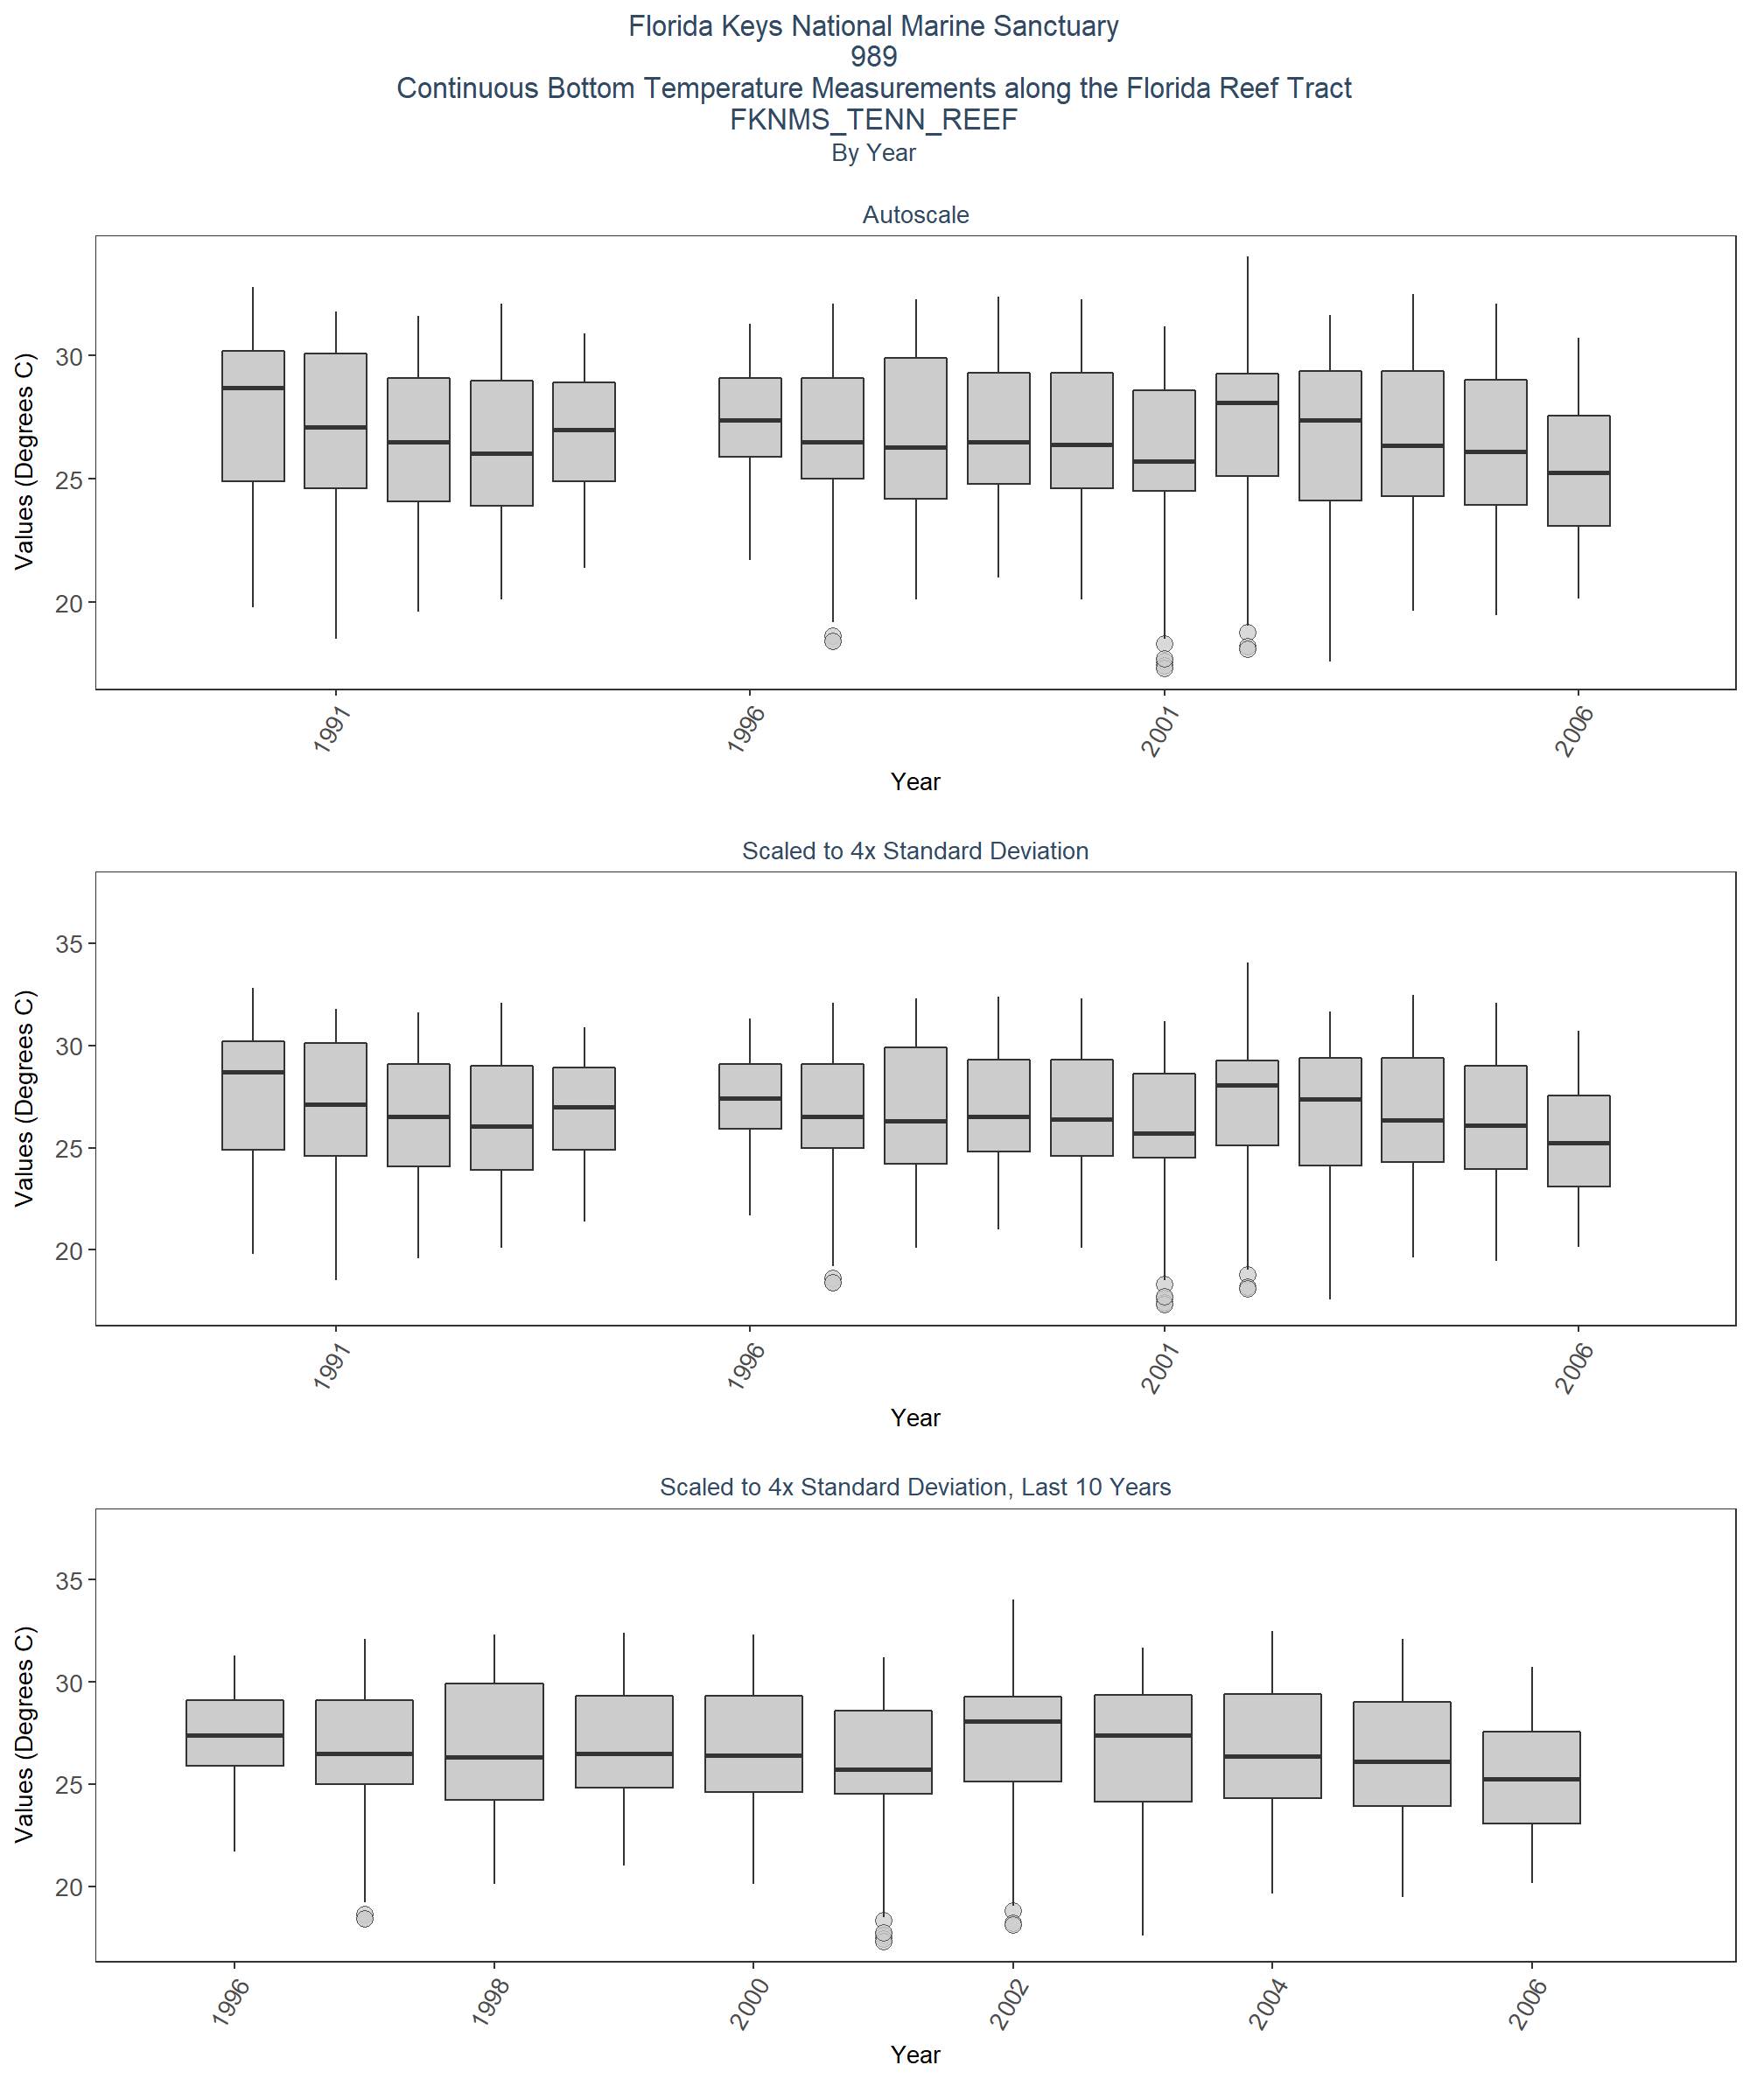 Florida Keys National Marine Sanctuary
989
Continuous Bottom Temperature Measurements along the Florida Reef Tract
FKNMS_TENN_REEF
By Year
Autoscale
Values (Degrees C)
30
25
20
1991
1996
2001
2006
Year
Scaled to 4x Standard Deviation
Values (Degrees C)
35
30
25
20
1991
1996
2001
2006
Year
Scaled to 4x Standard Deviation, Last 10 Years
Values (Degrees C)
35
30
25
20
1996
1998
2000
2002
2004
2006
Year